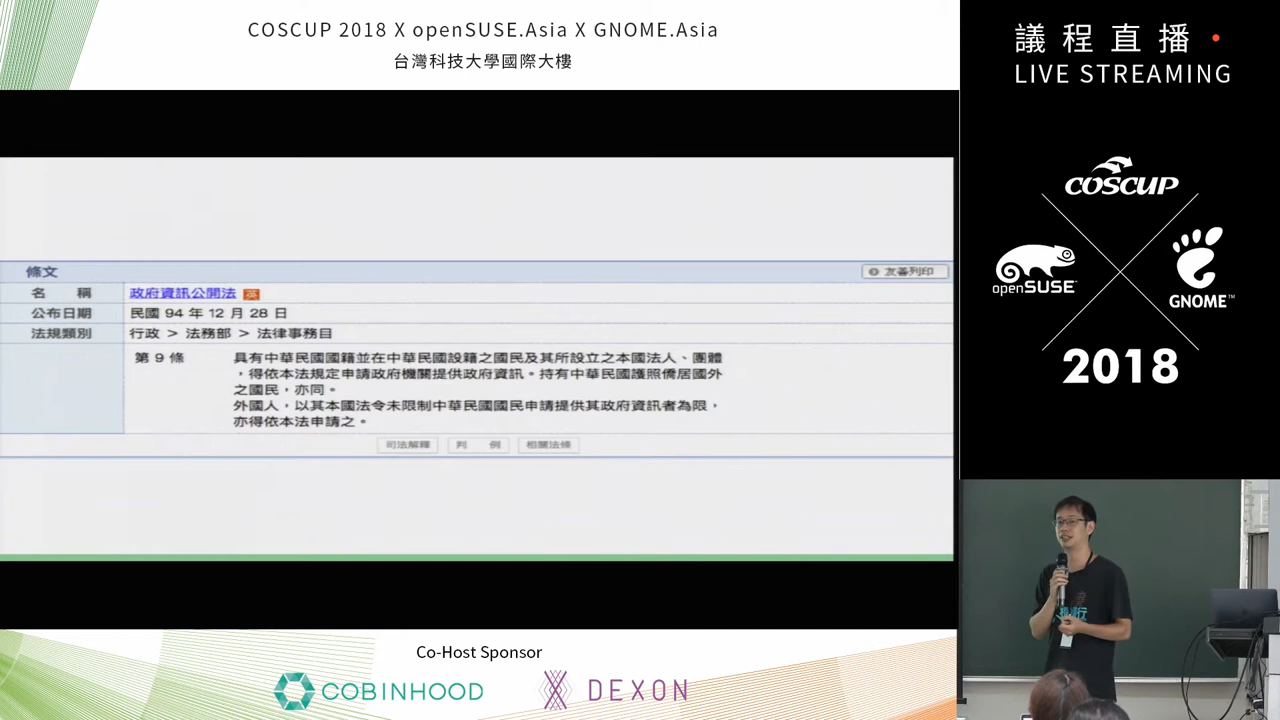 COSCUP 2018 X openSUSE.Asia X GNOME.Asia
台灣科技大學國際大樓
議程直播
LIVE STREAMING
COSCUP
openSUSE
GNOME™
2018
條文
友善列印
名 稱 政府資訊公開法 英
公布日期 民國 94 年 12 月 28 日
法規類別 行政 > 法務部 > 法律事務目
第 9 條 具有中華民國國籍並在中華民國設籍之國民及其所設立之本國法人、團體
，得依本法規定申請政府機關提供政府資訊。持有中華民國護照僑居國外
之國民，亦同。
外國人，以其本國法令未限制中華民國國民申請提供其政府資訊者為限，
亦得依本法申請之。
司法解釋 判 例 相關法條
Co-Host Sponsor
COBINHOOD
DEXON